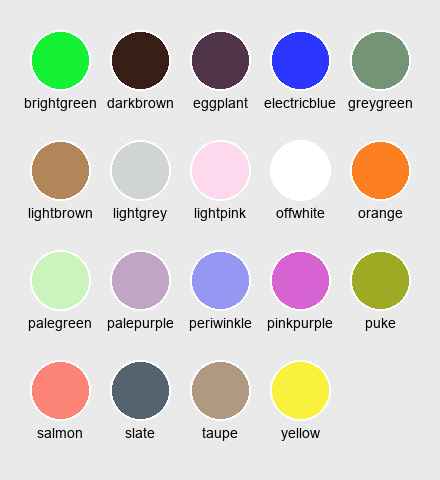 brightgreen darkbrown eggplant electricblue greygreen
lightbrown lightgrey lightpink offwhite orange
palegreen palepurple periwinkle pinkpurple puke
salmon slate taupe yellow